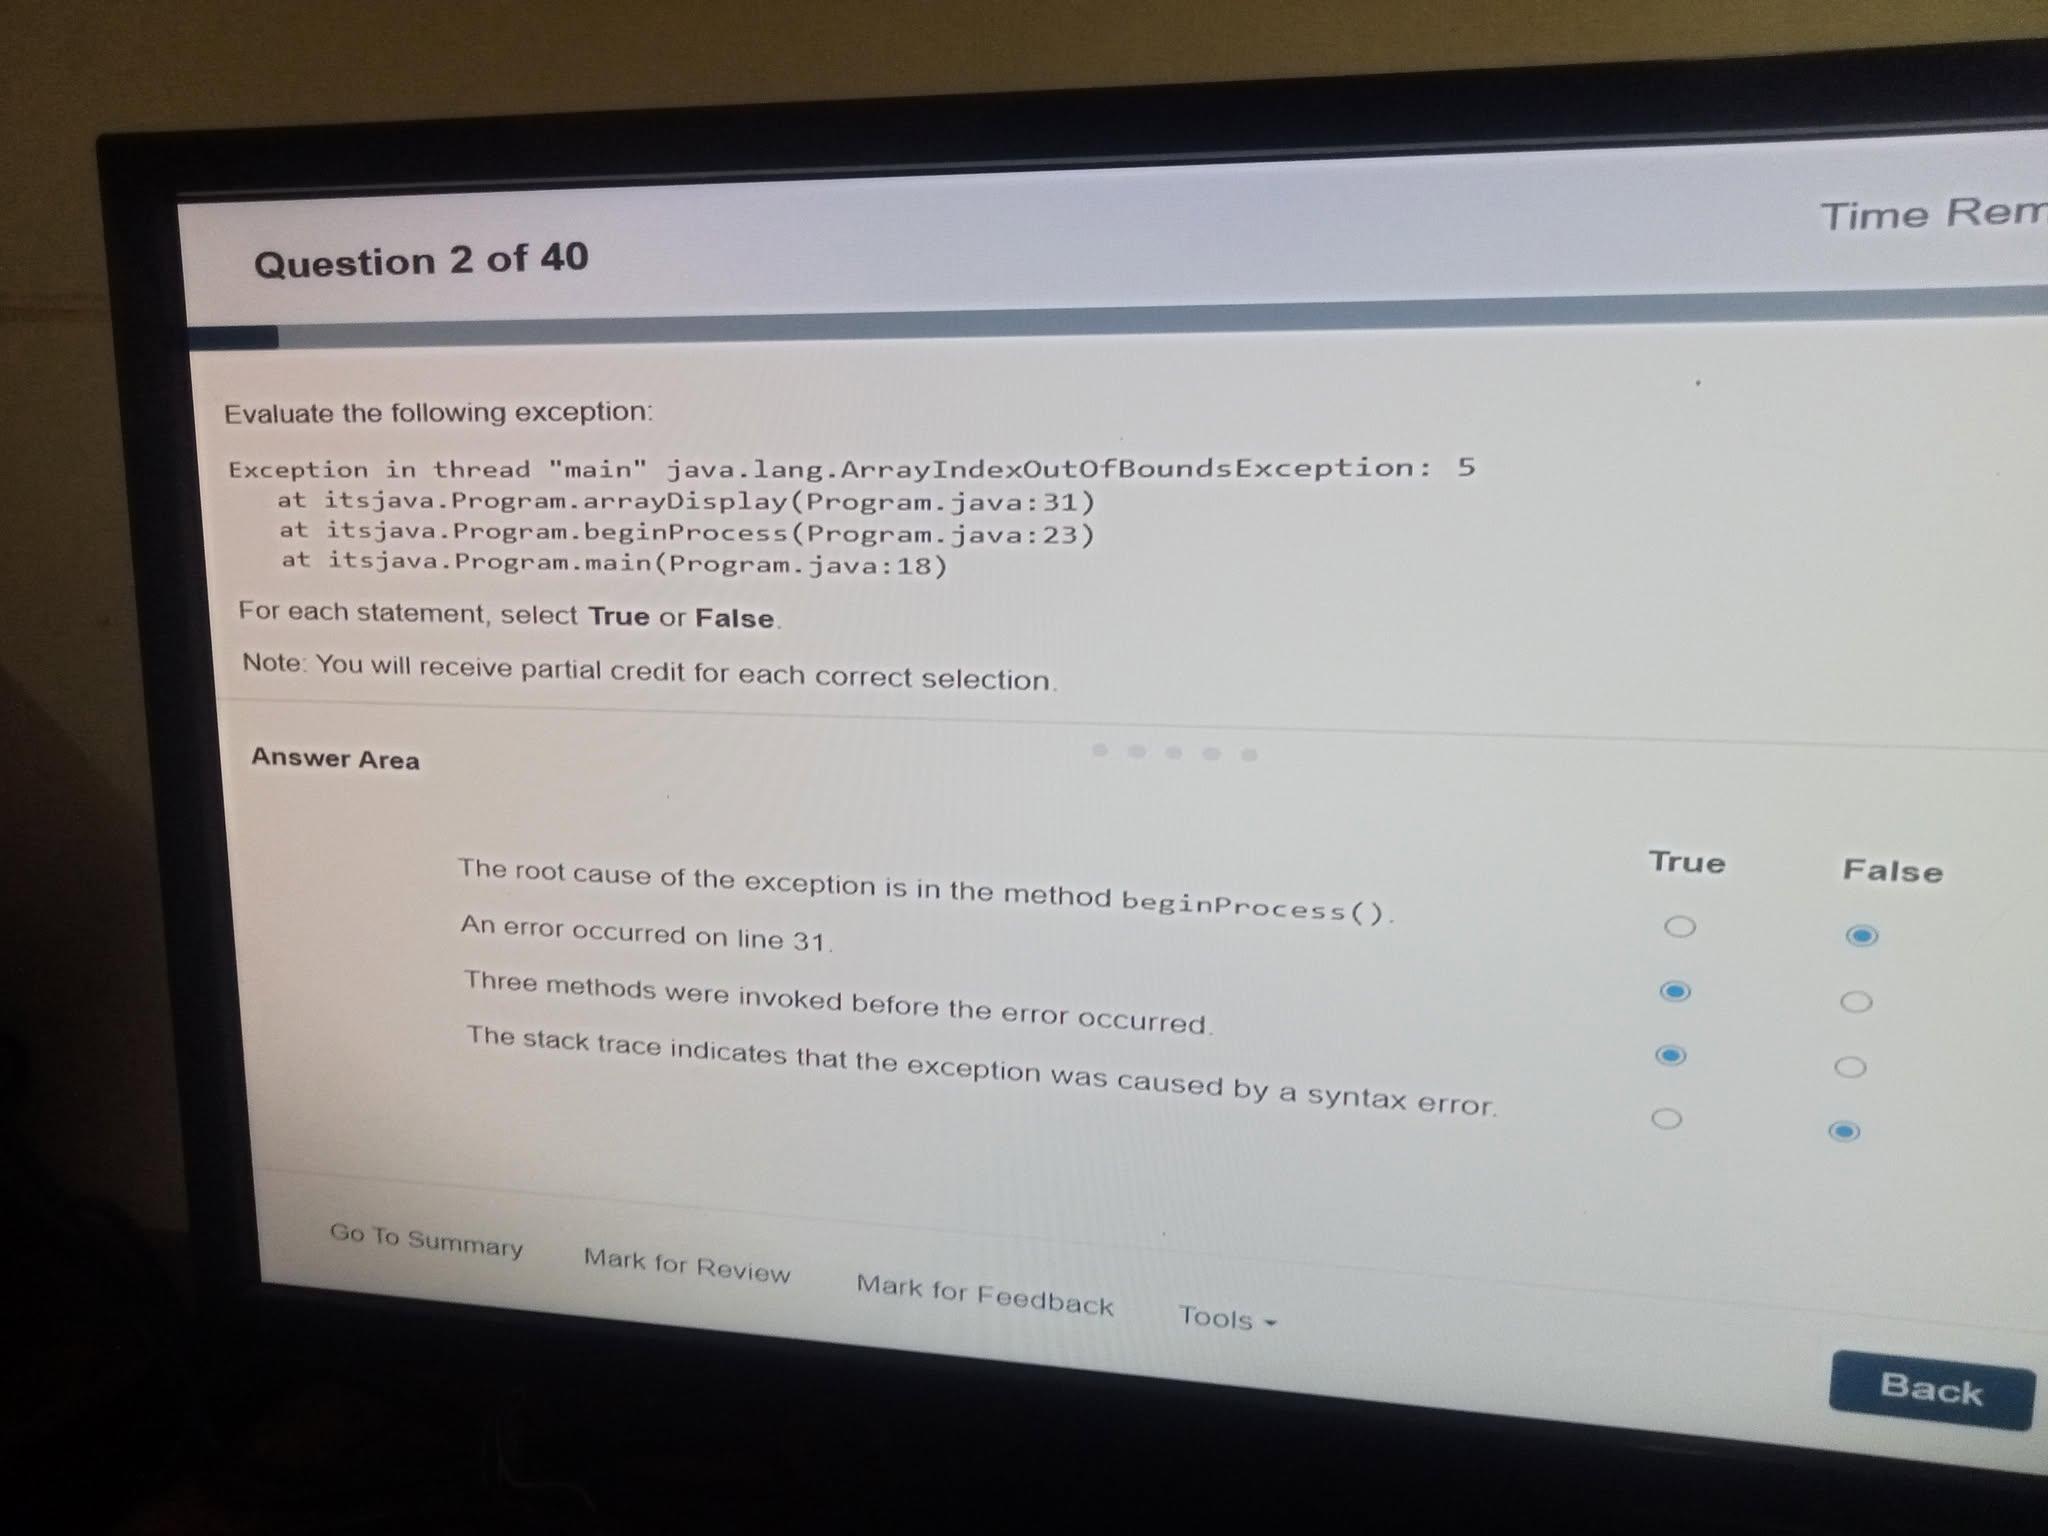 Question 2 of 40
Time Rem
Evaluate the following exception:
Exception in thread "main" java.lang.ArrayIndexOutOfBoundsException: 5
at itsjava.Program.arrayDisplay(Program.java:31)
at itsjava.Program.beginProcess(Program.java:23)
at itsjava.Program.main(Program.java:18)
For each statement, select True or False.
Note: You will receive partial credit for each correct selection.
Answer Area
True False
The root cause of the exception is in the method beginProcess().
An error occurred on line 31.
Three methods were invoked before the error occurred.
The stack trace indicates that the exception was caused by a syntax error.
Go To Summary Mark for Review Mark for Feedback Tools
Back